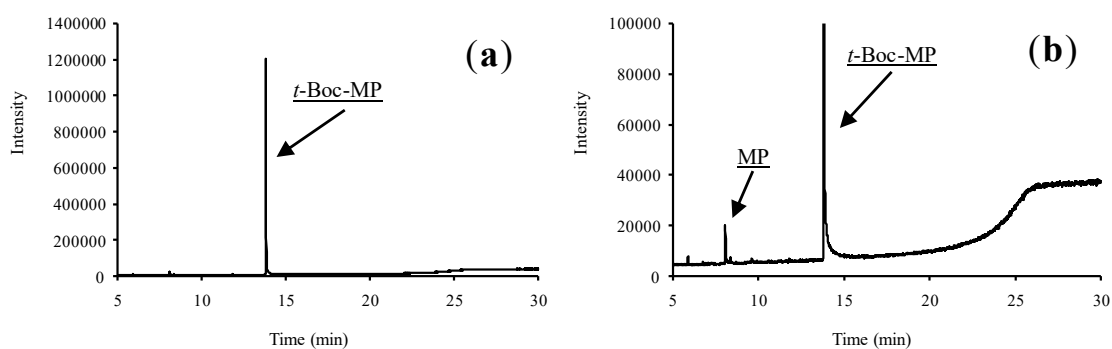 1400000
1200000
1000000
800000
600000
400000
200000
0
Intensity
(a)
t-Boc-MP
5 10 15 20 25 30
Time (min)
100000
80000
60000
40000
20000
0
Intensity
(b)
t-Boc-MP
MP
5 10 15 20 25 30
Time (min)